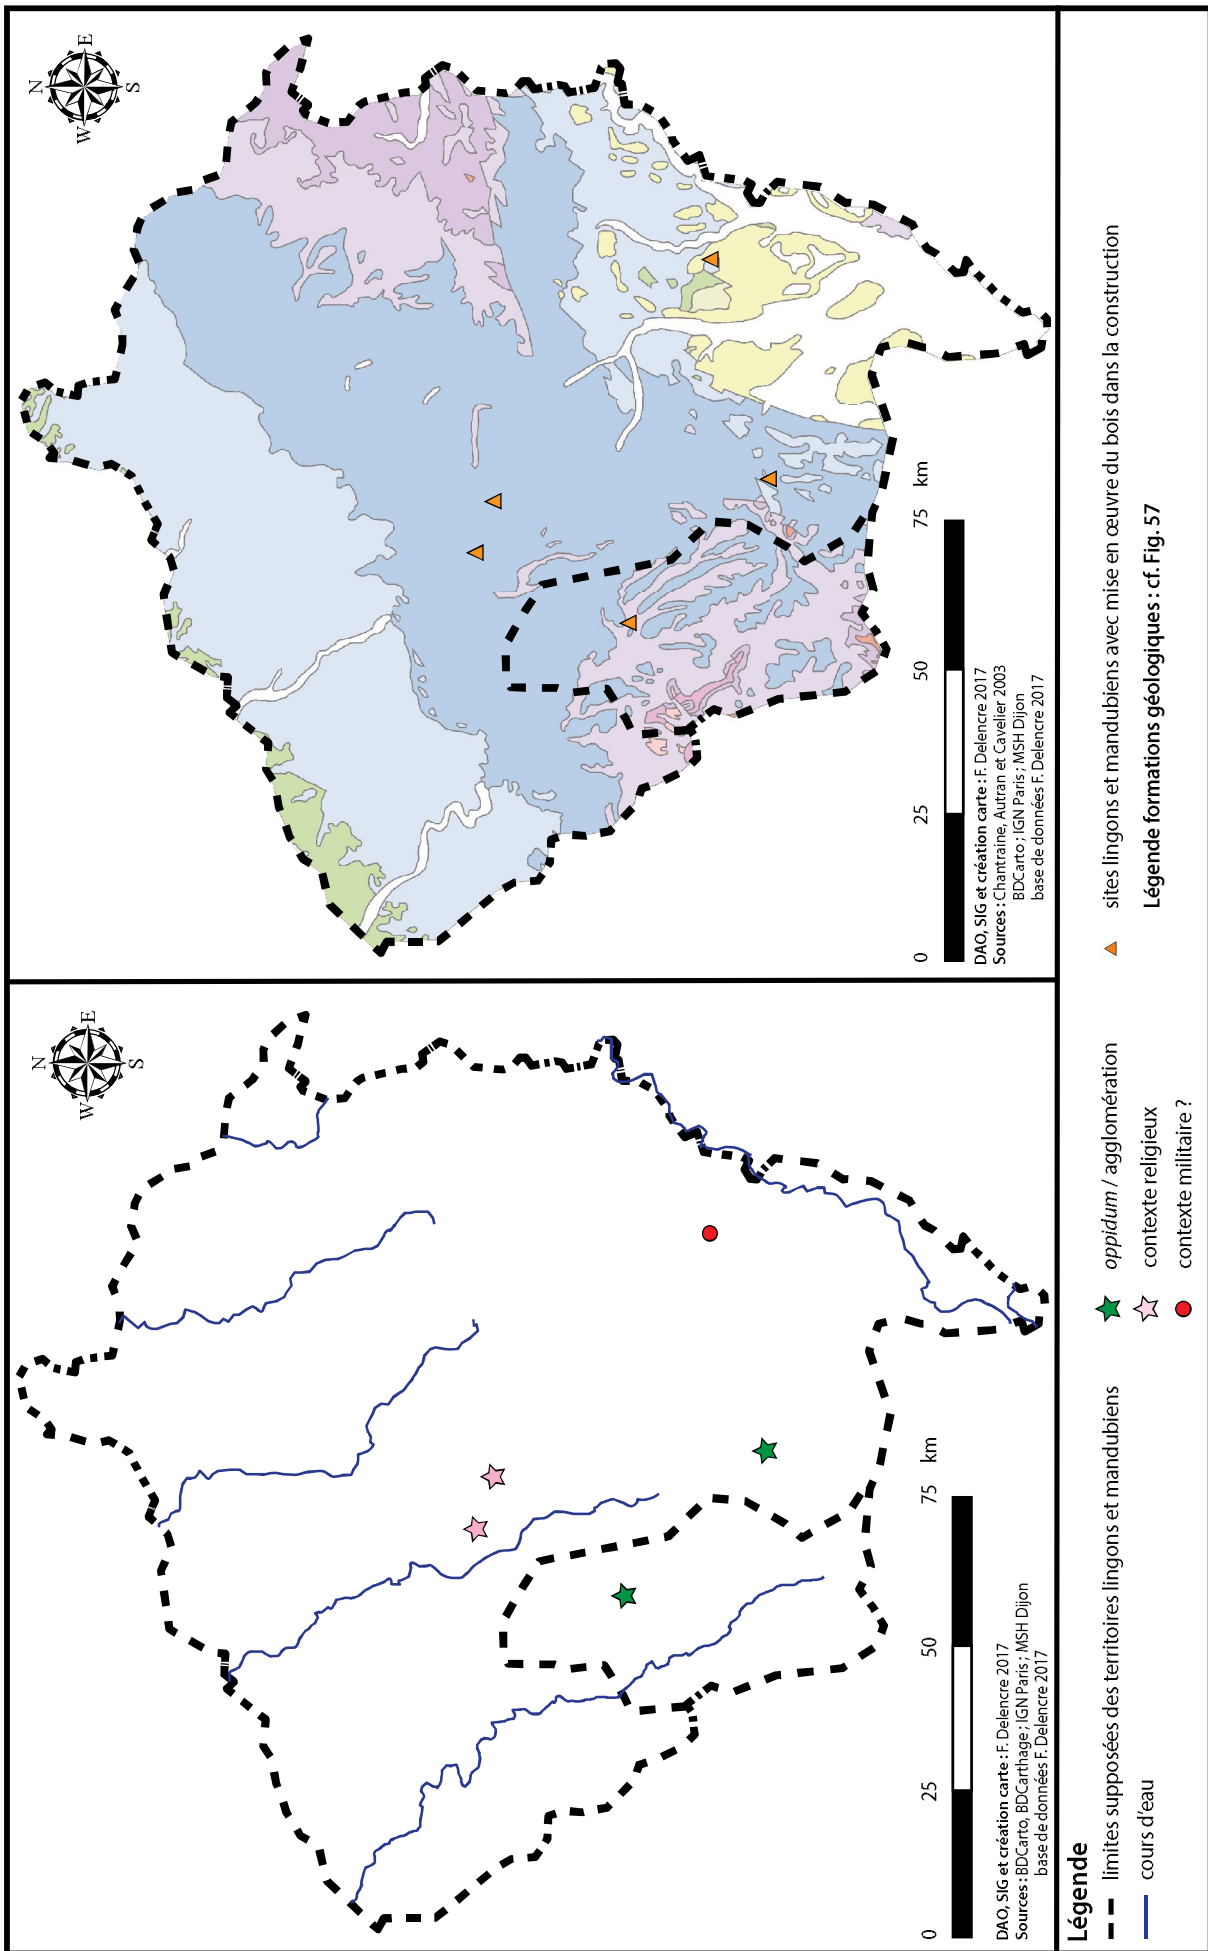 N
W
E
S
0
25
50
75
km
DAO, SIG et création carte : F. Delencre 2017
Sources : BDCarto, BDCarthage ; IGN Paris ; MSH Dijon
base de données F. Delencre 2017
N
W
E
S
0
25
50
75
km
DAO, SIG et création carte : F. Delencre 2017
Sources : Chantraine, Autran et Cavelier 2003
BDCarto ; IGN Paris ; MSH Dijon
base de données F. Delencre 2017
Légende
limites supposées des territoires lingons et mandubiens
cours d'eau
oppidum / agglomération
contexte religieux
contexte militaire ?
sites lingons et mandubiens avec mise en œuvre du bois dans la construction
Légende formations géologiques : cf. Fig. 57